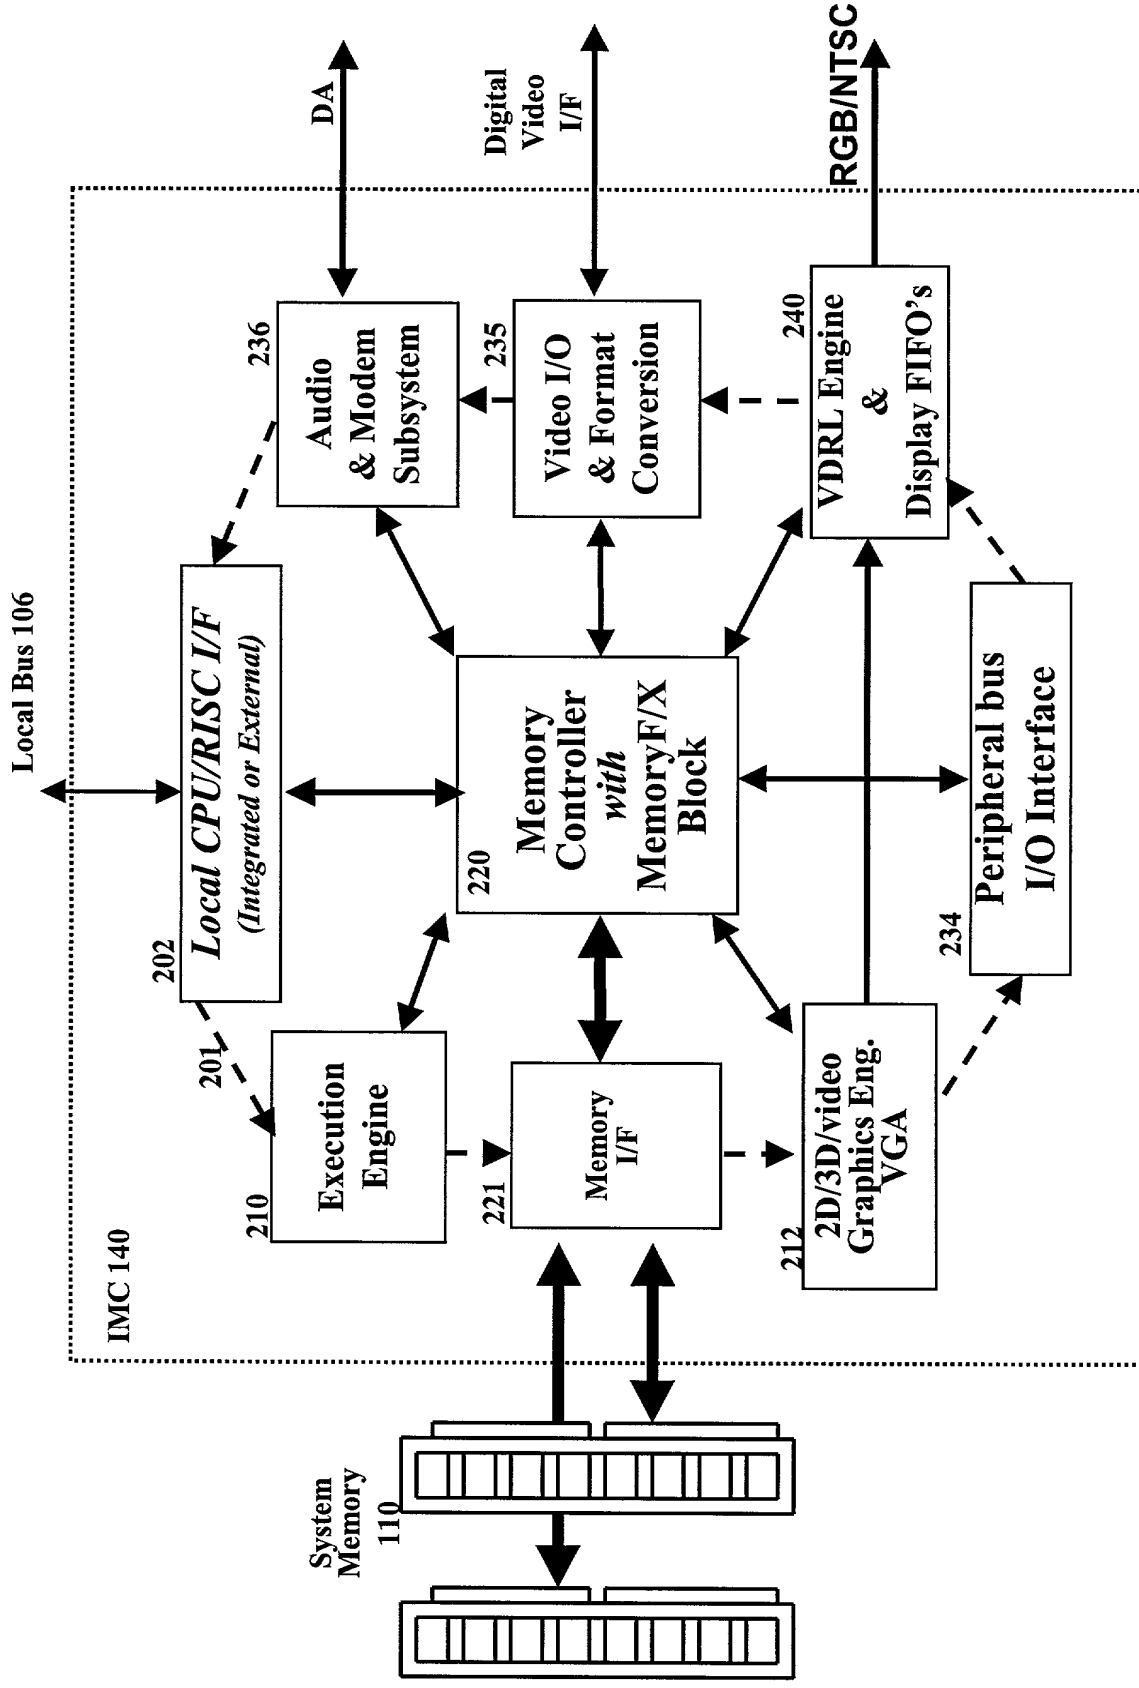 Local Bus 106
IMC 140
202
Local CPU/RISC I/F
(Integrated or External)
201
210
Execution
Engine
236
Audio
& Modem
Subsystem
DA
System
Memory
110
221
Memory
I/F
220
Memory
Controller
with
MemoryF/X
Block
235
Video I/O
& Format
Conversion
Digital
Video
I/F
212
2D/3D/video
Graphics Eng.
VGA
240
VDRL Engine
&
Display FIFO's
RGB/NTSC
234
Peripheral bus
I/O Interface